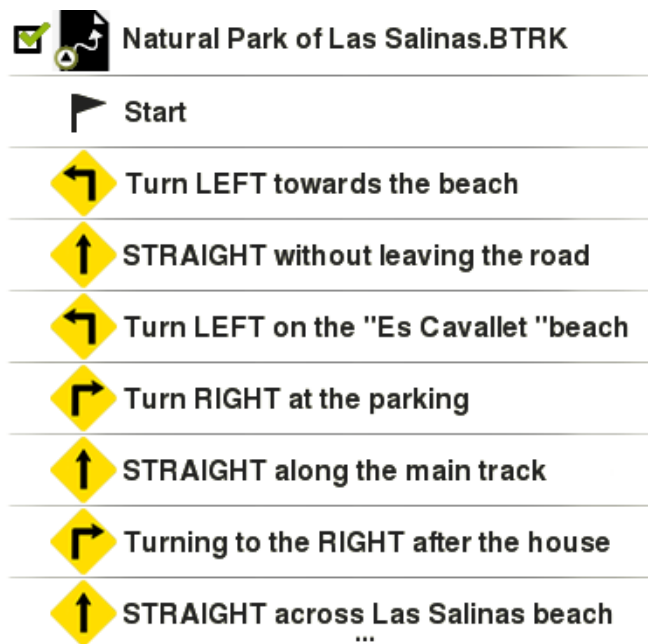 Natural Park of Las Salinas.BTRK
Start
Turn LEFT towards the beach
STRAIGHT without leaving the road
Turn LEFT on the "Es Cavallet "beach
Turn RIGHT at the parking
STRAIGHT along the main track
Turning to the RIGHT after the house
STRAIGHT across Las Salinas beach
...